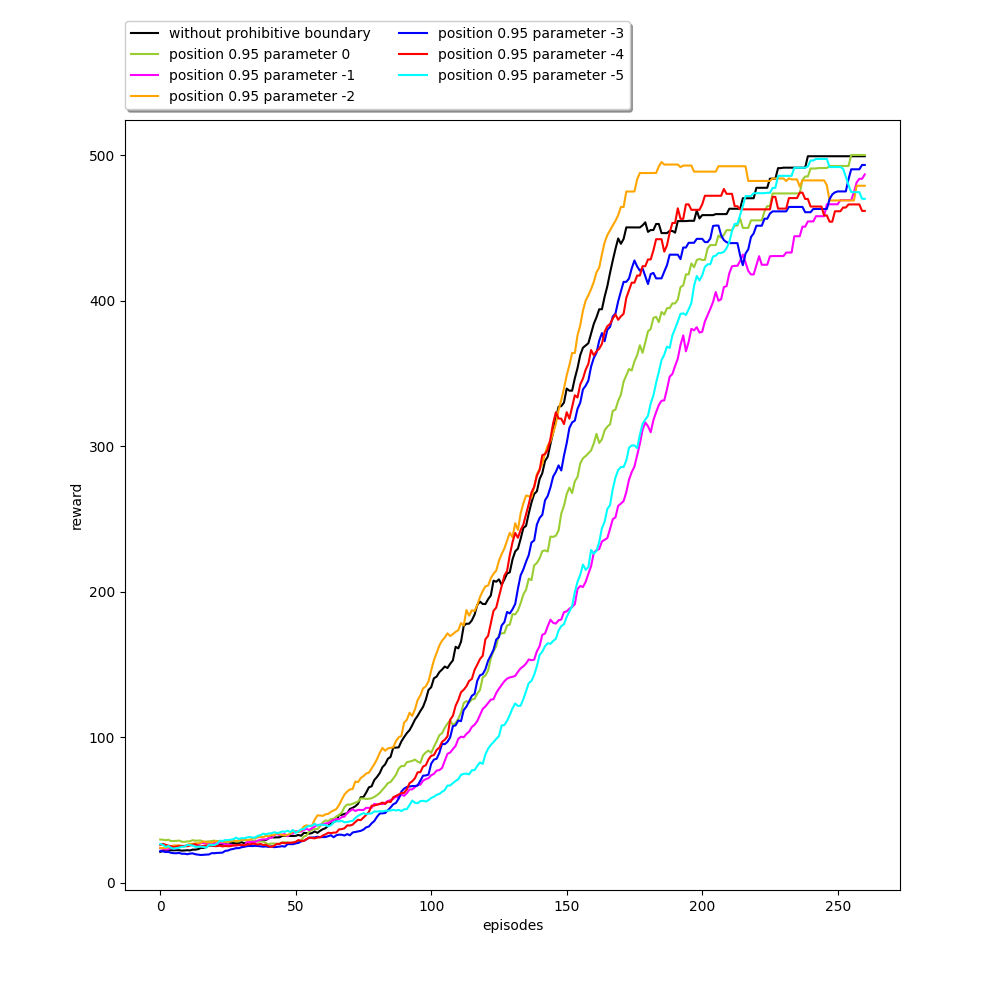 without prohibitive boundary
position 0.95 parameter 0
position 0.95 parameter -1
position 0.95 parameter -2
position 0.95 parameter -3
position 0.95 parameter -4
position 0.95 parameter -5
500
400
300
200
100
0
reward
0 50 100 150 200 250
episodes